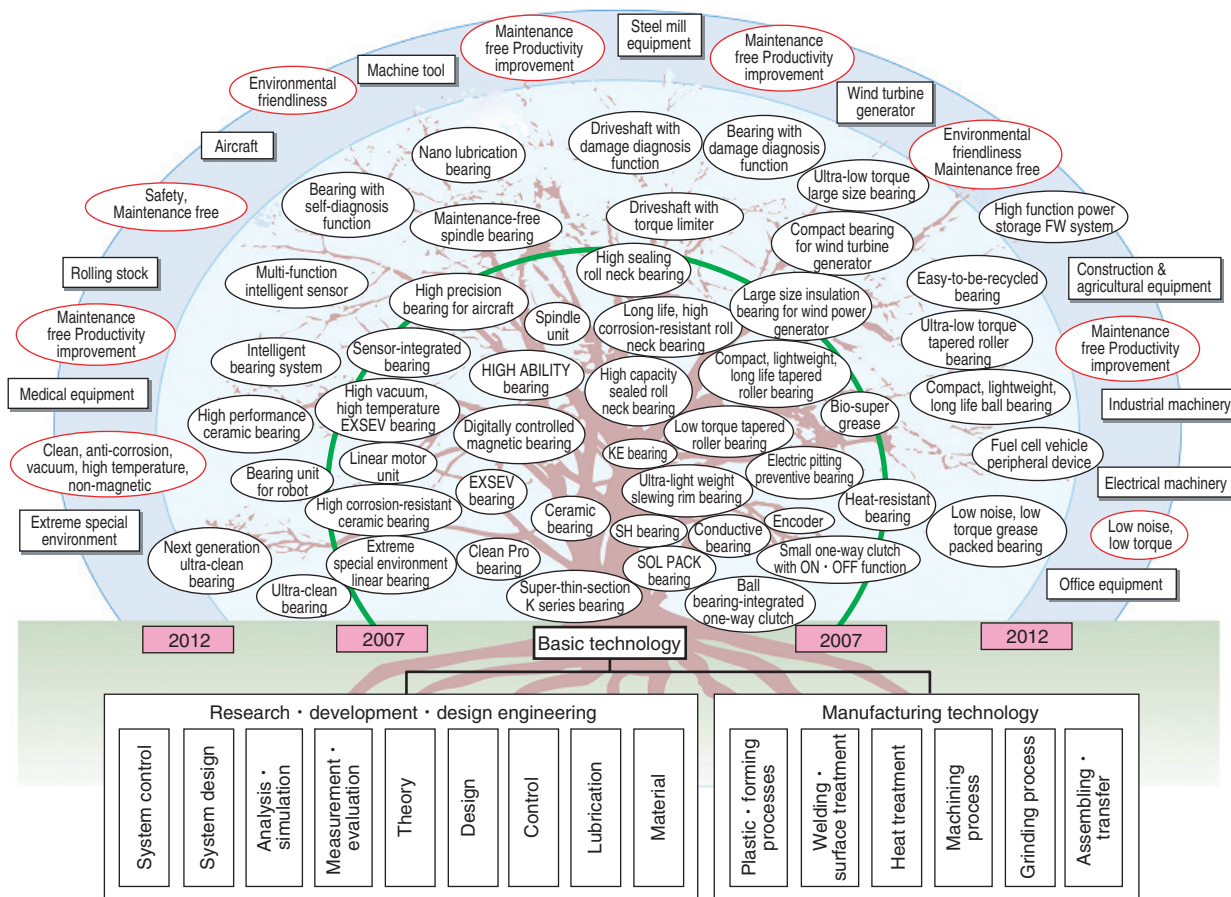 Maintenance
free Productivity
improvement
Steel mill
equipment
Maintenance
free Productivity
improvement
Machine tool
Environmental
friendliness
Wind turbine
generator
Aircraft
Environmental
friendliness
Maintenance free
Safety,
Maintenance free
Rolling stock
Construction &
agricultural equipment
Maintenance
free Productivity
improvement
Maintenance
free Productivity
improvement
Medical equipment
Industrial machinery
Clean, anti-corrosion,
vacuum, high temperature,
non-magnetic
Electrical machinery
Extreme special
environment
Low noise,
low torque
Office equipment
Nano lubrication
bearing
Driveshaft with
damage diagnosis
function
Bearing with
damage diagnosis
function
Ultra-low torque
large size bearing
Bearing with
self-diagnosis
function
Maintenance-free
spindle bearing
Driveshaft with
torque limiter
Compact bearing
for wind turbine
generator
High function power
storage FW system
Multi-function
intelligent sensor
High precision
bearing for aircraft
High sealing
roll neck bearing
Large size insulation
bearing for wind power
generator
Easy-to-be-recycled
bearing
Spindle
unit
Long life, high
corrosion-resistant roll
neck bearing
Ultra-low torque
tapered roller
bearing
Intelligent
bearing system
Sensor-integrated
bearing
HIGH ABILITY
bearing
High capacity
sealed roll
neck bearing
Compact, lightweight,
long life tapered
roller bearing
Compact, lightweight,
long life ball bearing
High performance
ceramic bearing
High vacuum,
high temperature
EXSEV bearing
Digitally controlled
magnetic bearing
Low torque tapered
roller bearing
Bio-super
grease
Fuel cell vehicle
peripheral device
Bearing unit
for robot
Linear motor
unit
EXSEV
bearing
KE bearing
Ultra-light weight
slewing rim bearing
Electric pitting
preventive bearing
Heat-resistant
bearing
High corrosion-resistant
ceramic bearing
Ceramic
bearing
SH bearing
Conductive
bearing
Encoder
Low noise, low
torque grease
packed bearing
Next generation
ultra-clean
bearing
Extreme
special environment
linear bearing
Clean Pro
bearing
SOL PACK
bearing
Small one-way clutch
with ON・OFF function
Ultra-clean
bearing
Super-thin-section
K series bearing
Ball
bearing-integrated
one-way clutch
2012
2007
Basic technology
2007
2012
Research・development・design engineering
System control
System design
Analysis・
simulation
Measurement・
evaluation
Theory
Design
Control
Lubrication
Material
Manufacturing technology
Plastic・forming
processes
Welding・
surface treatment
Heat treatment
Machining
process
Grinding process
Assembling・
transfer